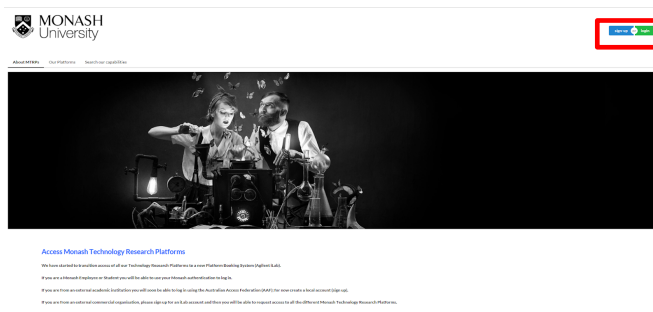 MONASH
University
sign up or login
About MTRPs Our Platforms Search our capabilities
Access Monash Technology Research Platforms
We have started to transition access of all our Technology Research Platforms to a new Platform Booking System (Agilent iLab).
If you are a Monash Employee or Student you will be able to use your Monash authentication to log in.
If you are from an external academic institution you will soon be able to log in using the Australian Access Federation (AAF) for now create a local account (sign up).
If you are from an external commercial organisation, please sign up for an iLab account and then you will be able to request access to all the different Monash Technology Research Platforms.